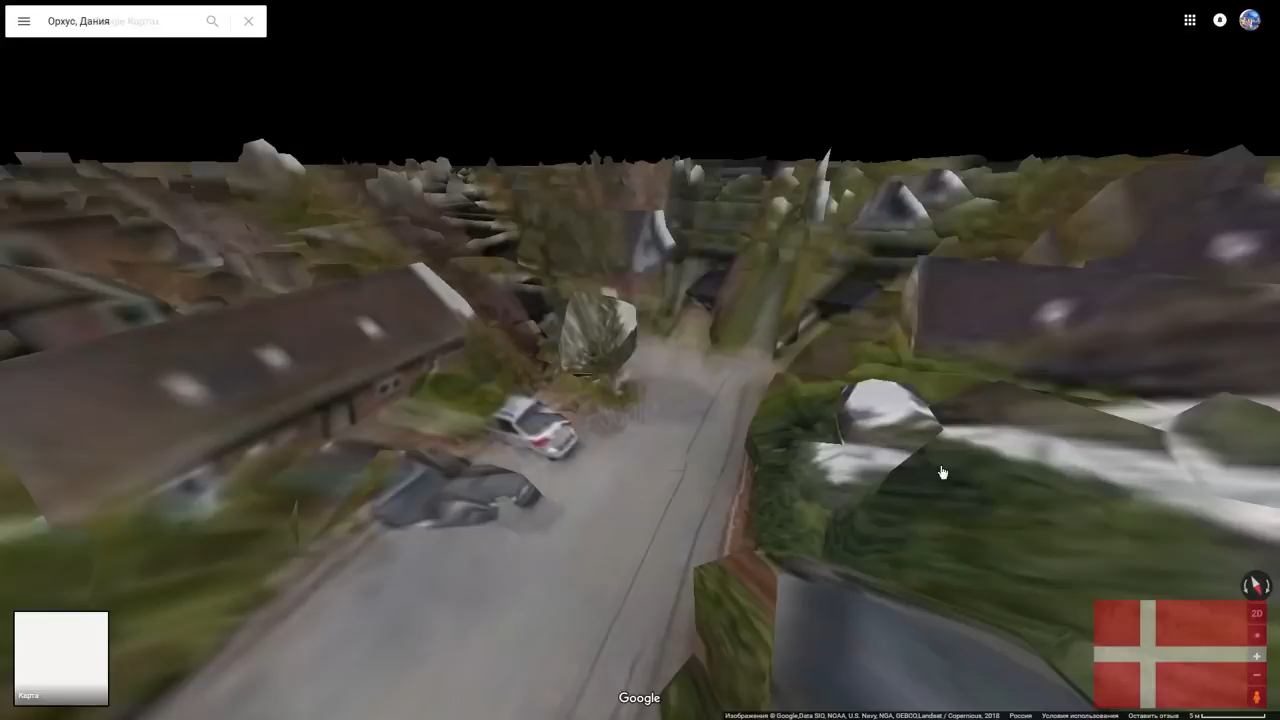 Орхус, Дания
2D
Карта
Google
Изображения © Google,Data SIO, NOAA, U.S. Navy, NGA, GEBCO,Landsat / Copernicus, 2018 Россия Условия использования Оставить отзыв 5 м